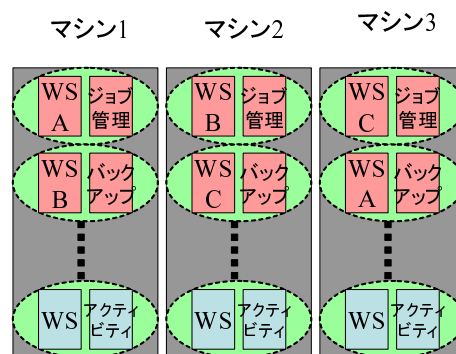 マシン1
マシン2
マシン3
WS
A
ジョブ
管理
WS
B
ジョブ
管理
WS
C
ジョブ
管理
WS
B
バック
アップ
WS
C
バック
アップ
WS
A
バック
アップ
WS
アクティ
ビティ
WS
アクティ
ビティ
WS
アクティ
ビティ